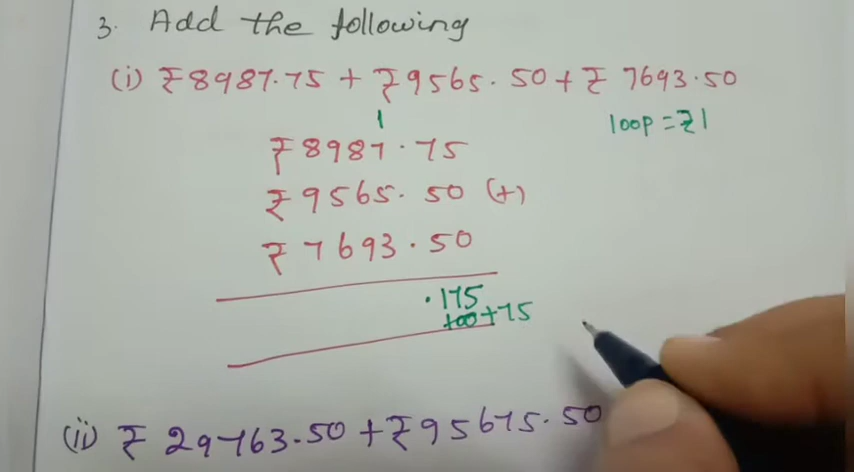 3. Add the following
(i) ₹8987.75 + ₹9565.50 + ₹ 7693.50
1
100P = ₹1
₹8987.75
₹9565.50 (+)
₹7693.50
.175
100+75
(ii) ₹ 29763.50 + ₹95675.50